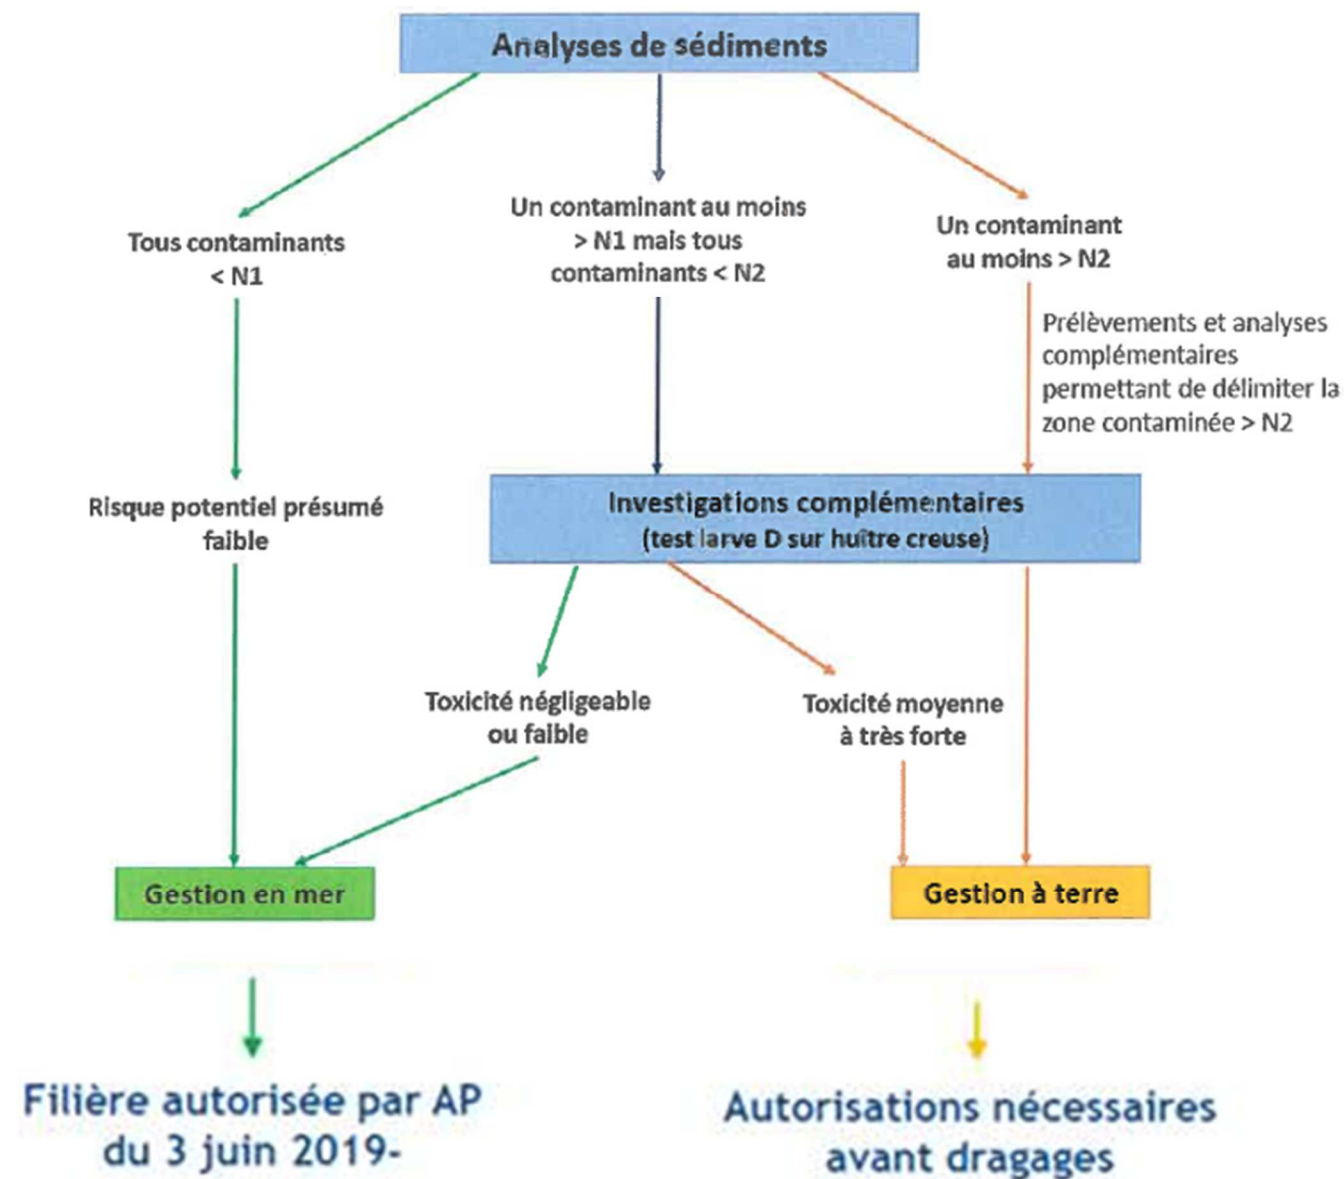 Analyses de sédiments
Tous contaminants
< N1
Un contaminant au moins
> N1 mais tous
contaminants < N2
Un contaminant
au moins > N2
Prélèvements et analyses
complémentaires
permettant de délimiter la
zone contaminée > N2
Risque potentiel présumé
faible
Investigations complémentaires
(test larve D sur huître creuse)
Toxicité négligeable
ou faible
Toxicité moyenne
à très forte
Gestion en mer
Gestion à terre
Filière autorisée par AP
du 3 juin 2019-
Autorisations nécessaires
avant dragages